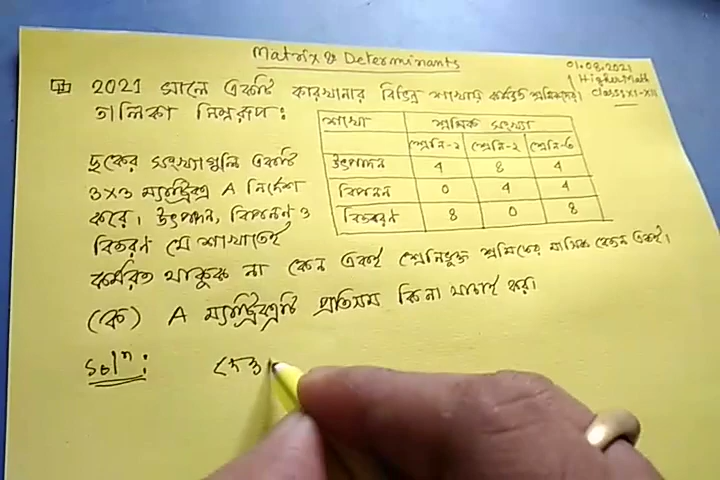 Matrix & Determinants
01.08.2021
Higher Math
Class: XI-XII
2021 সালে একটি কারখানার বিভিন্ন শাখায় কর্মরত শ্রমিকদের
তালিকা নিম্নরূপ:
শাখা শ্রমিক সংখ্যা
শ্রেনি-১ শ্রেনি-২ শ্রেনি-৩
উৎপাদন 4 8 4
বিপনন 0 4 4
বিতরণ 8 0 8
ছকের সংখ্যাগুলি একটি
3×3 ম্যাট্রিক্স A নির্দেশ
করে। উৎপাদন, বিপনন ও
বিতরণ যে শাখাতেই
কর্মরত থাকুক না কেন একই শ্রেনিভুক্ত শ্রমিকের মাসিক বেতন একই।
(ক) A ম্যাট্রিক্সটি প্রতিসম কি না যাচাই কর।
Solⁿ: দেও